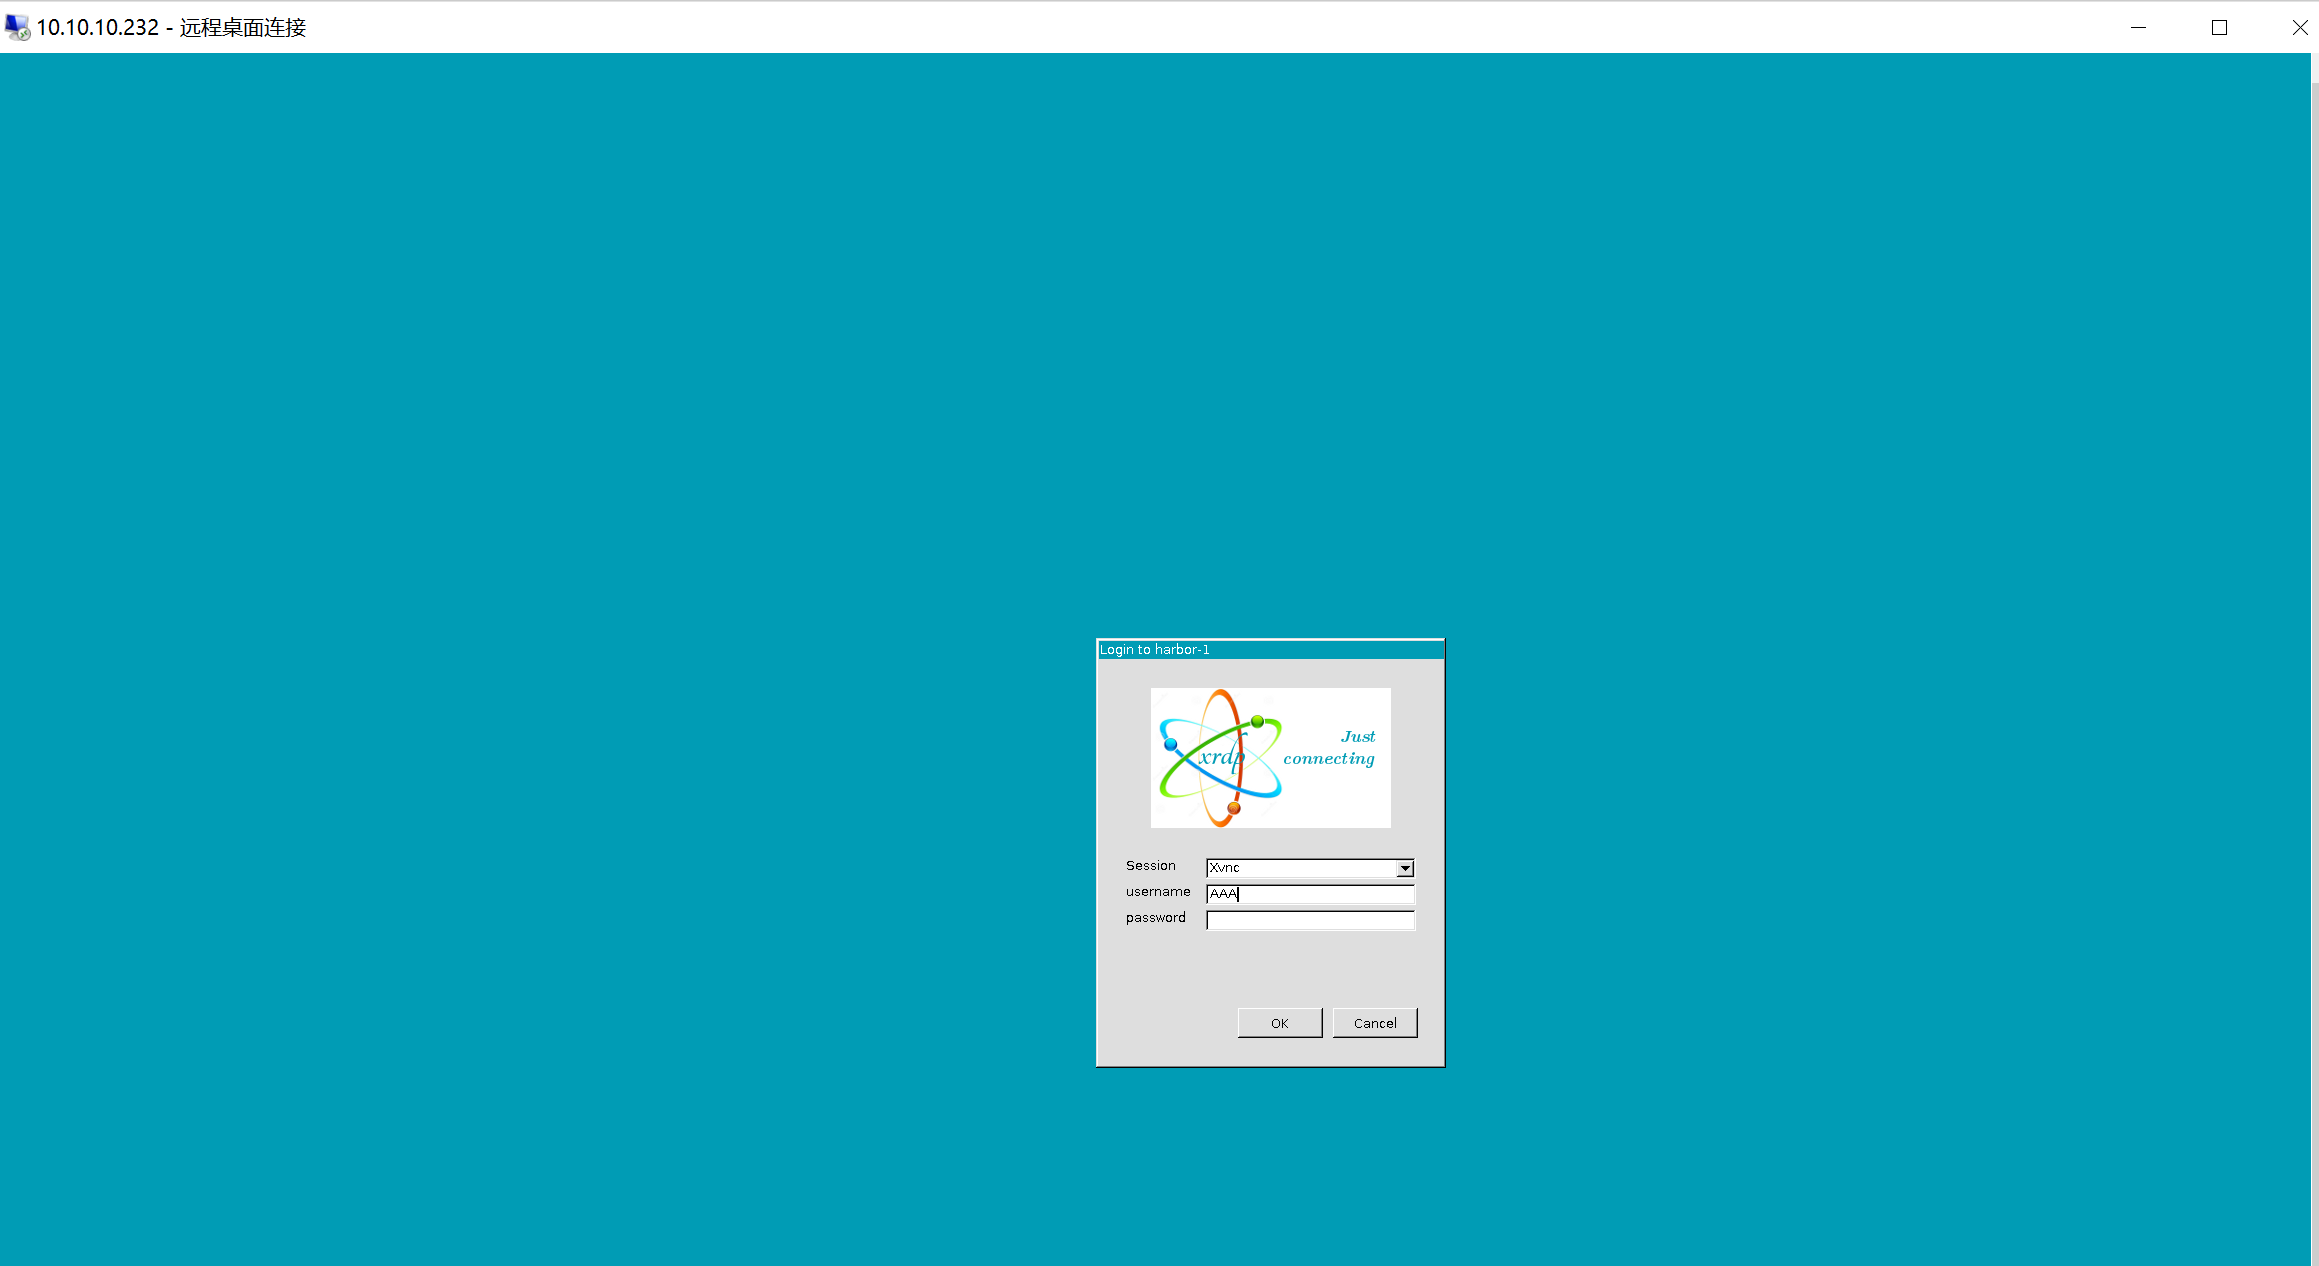 10.10.10.232 - 远程桌面连接
Login to harbor-1
xrdp
Just
connecting
Session
Xvnc
username
AAA
password
OK
Cancel